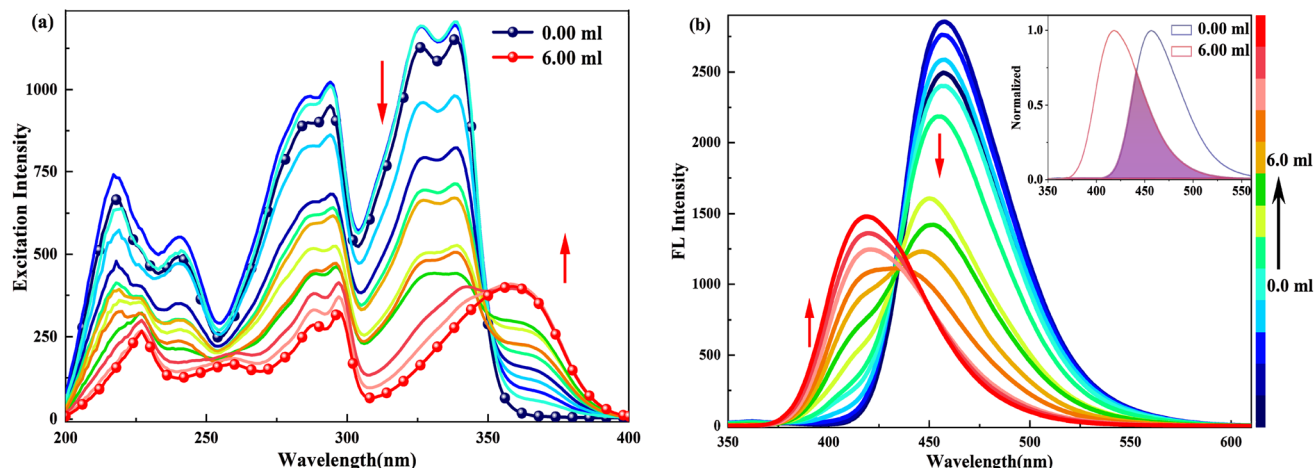 (a)
0.00 ml
6.00 ml
Excitation Intensity
1000
750
500
250
0
200
250
300
350
400
Wavelength(nm)
(b)
0.00 ml
6.00 ml
Normalized
1.0
0.5
0.0
350
400
450
500
550
FL Intensity
2500
2000
1500
1000
500
0
350
400
450
500
550
600
Wavelength(nm)
6.0 ml
0.0 ml